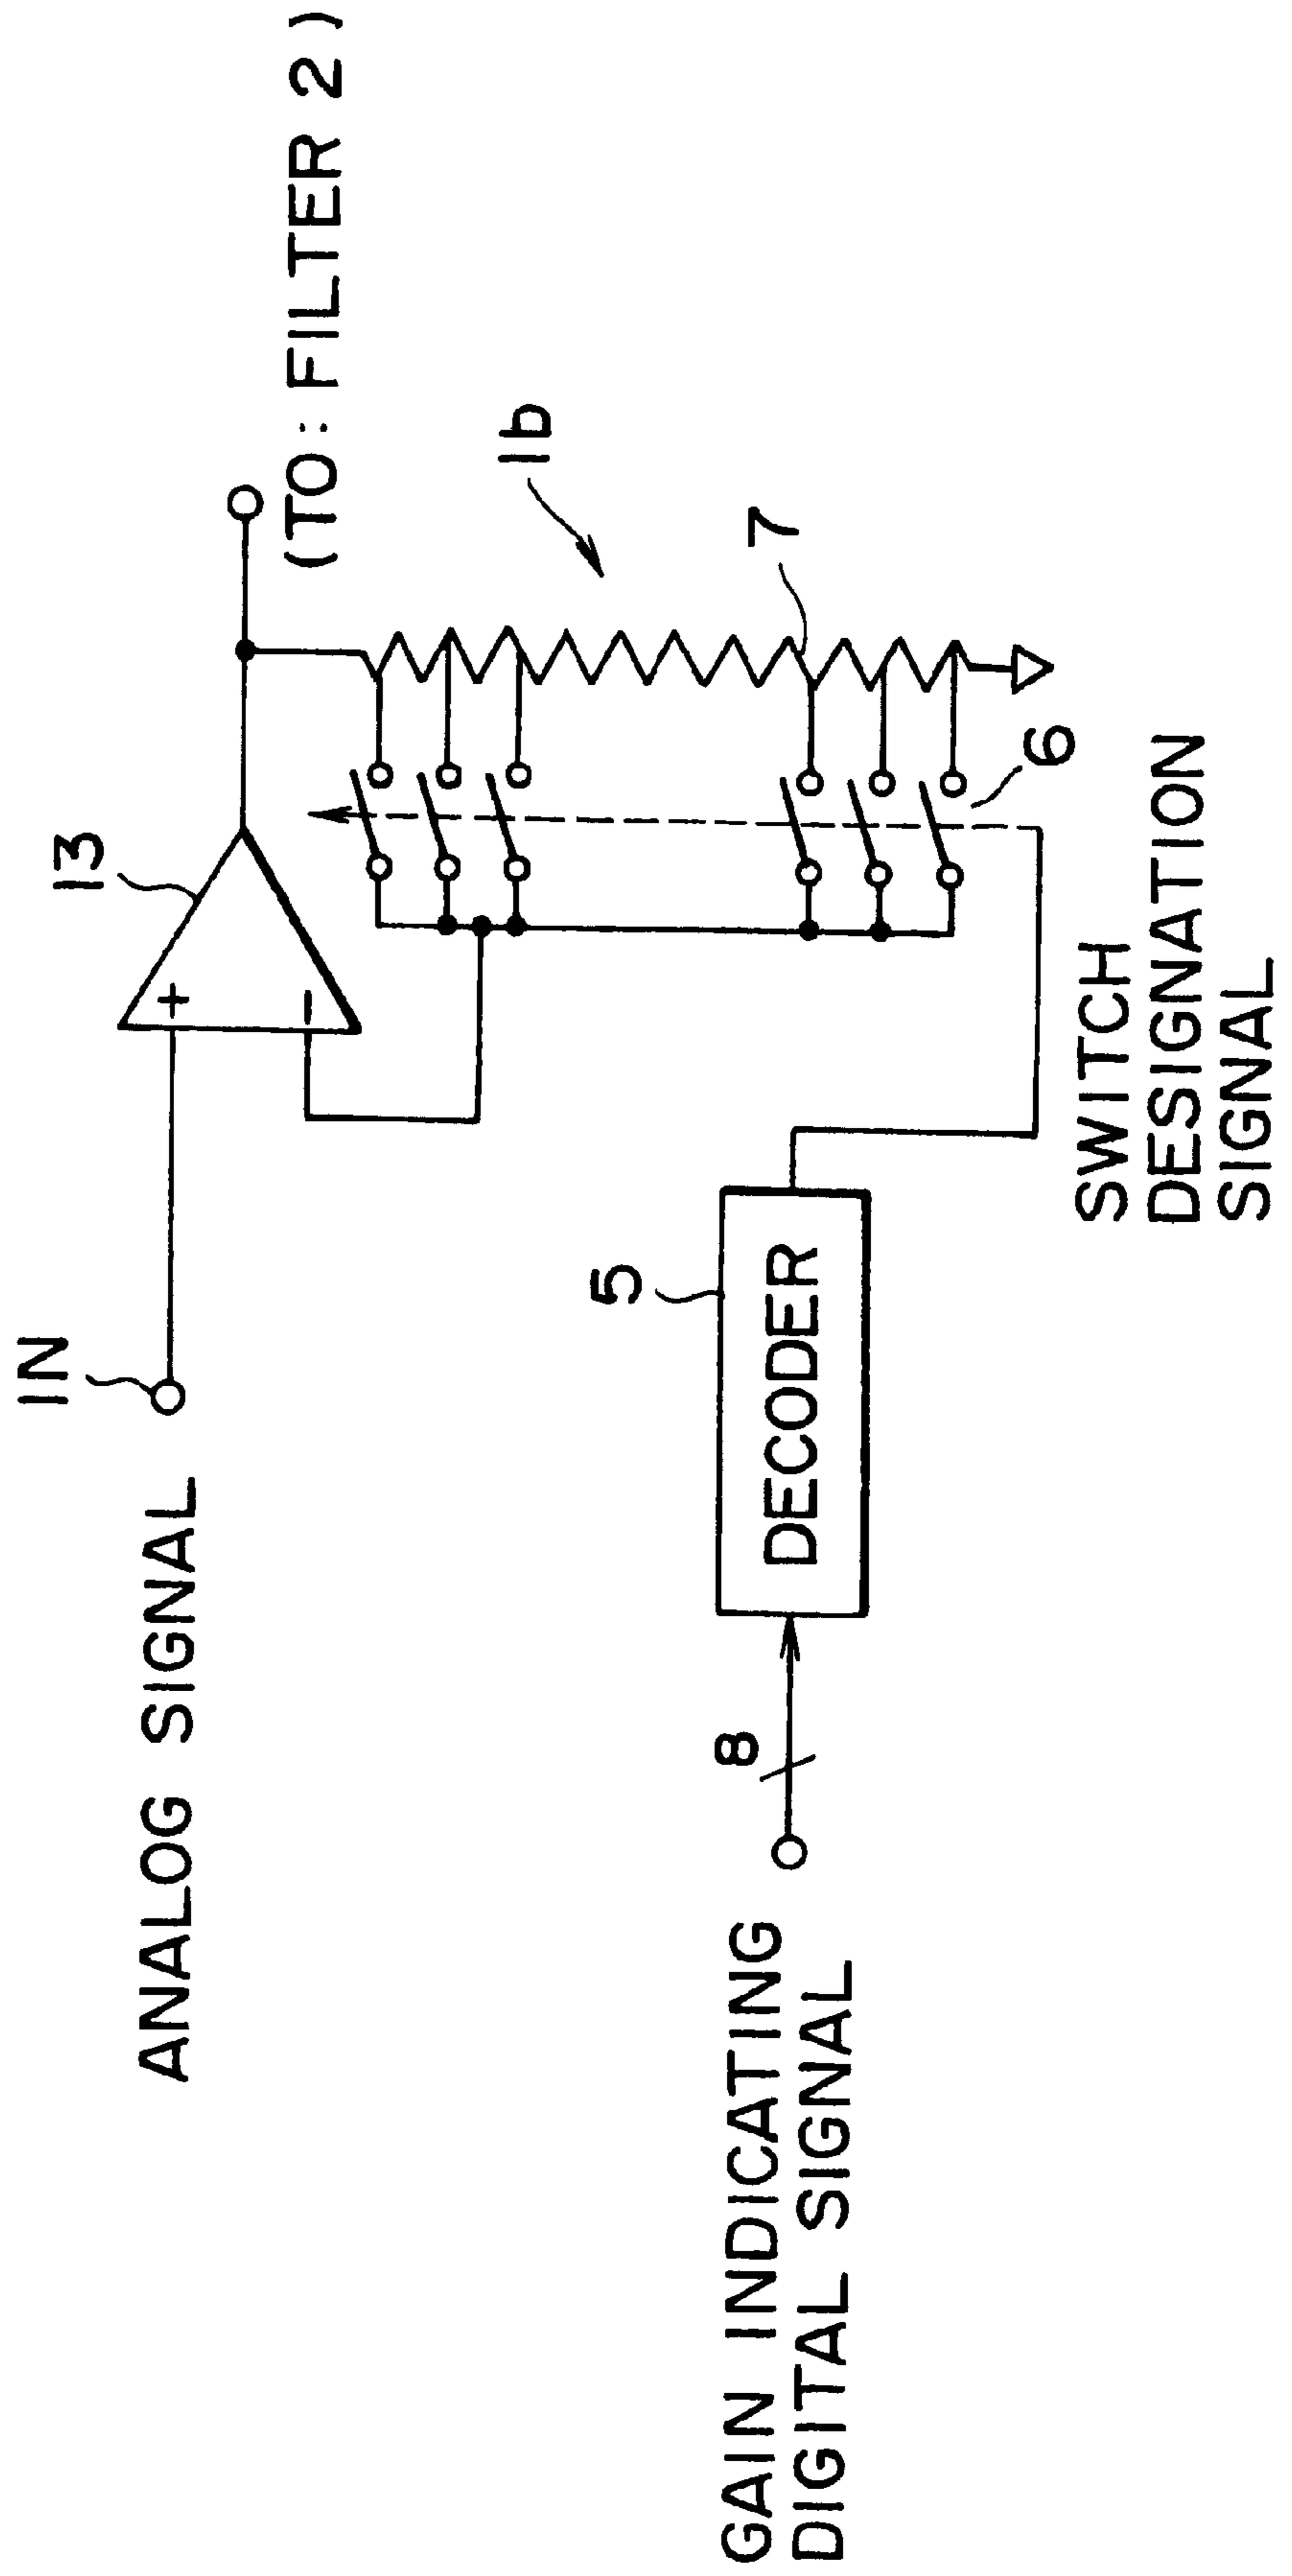 IN
ANALOG SIGNAL
13
+
−
(TO: FILTER 2)
1b
7
6
5
DECODER
8
GAIN INDICATING
DIGITAL SIGNAL
SWITCH
DESIGNATION
SIGNAL